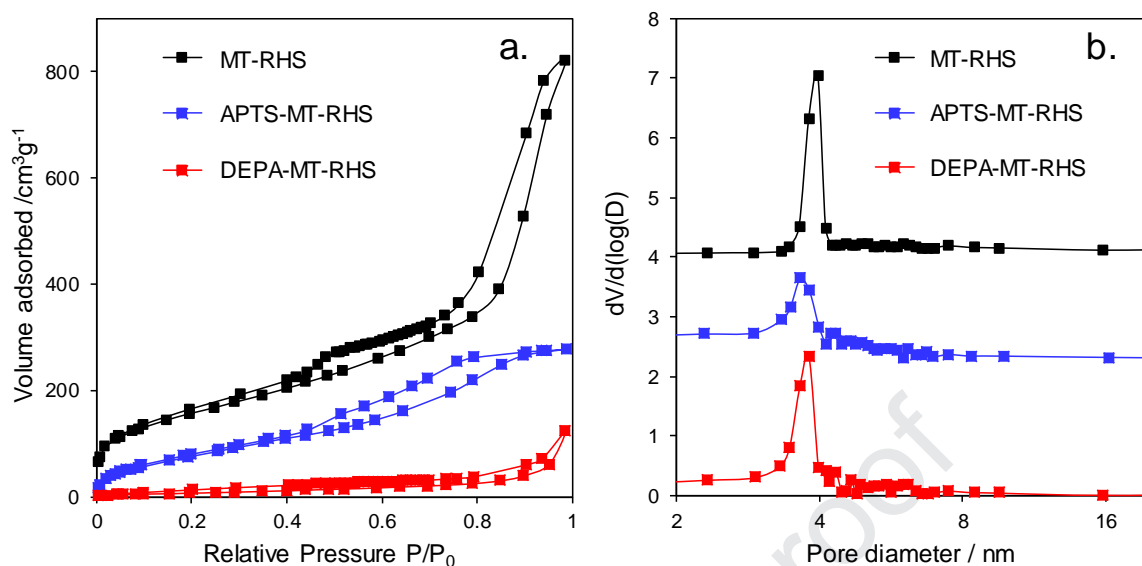 a.
MT-RHS
APTS-MT-RHS
DEPA-MT-RHS
800
600
400
200
0
0
0.2
0.4
0.6
0.8
1
Volume adsorbed /cm³g⁻¹
Relative Pressure P/P₀
b.
MT-RHS
APTS-MT-RHS
DEPA-MT-RHS
8
7
6
5
4
3
2
1
0
2
4
8
16
dV/d(log(D)
Pore diameter / nm
roof